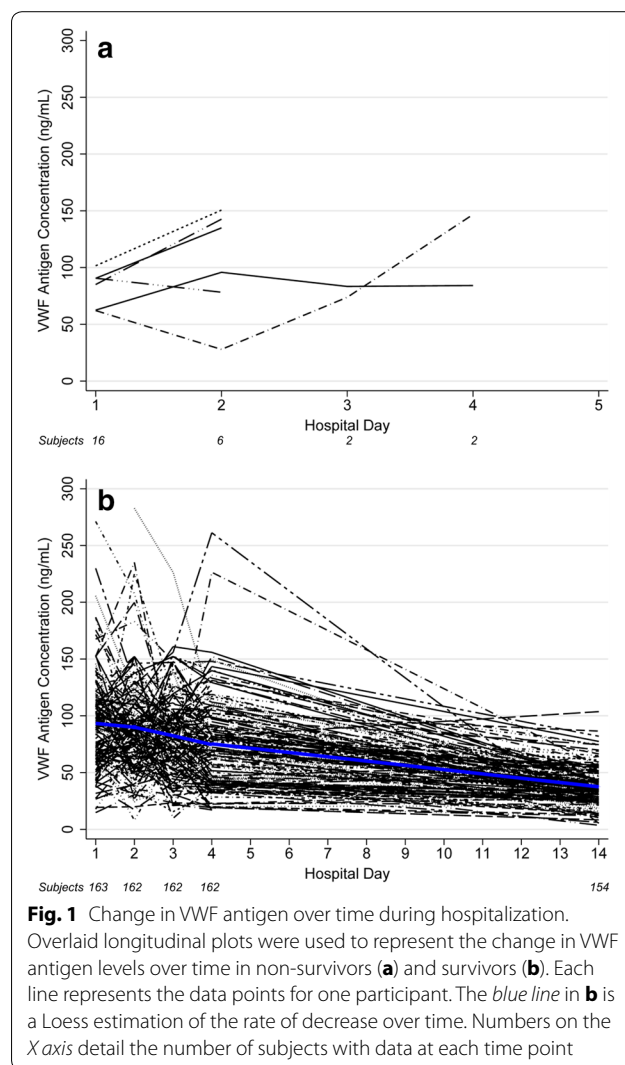 a
VWF Antigen Concentration (ng/mL)
300
250
200
150
100
50
0
1 2 3 4 5
Hospital Day
Subjects 16 6 2 2
b
VWF Antigen Concentration (ng/mL)
300
250
200
150
100
50
0
1 2 3 4 5 6 7 8 9 10 11 12 13 14
Hospital Day
Subjects 163 162 162 162 154
Fig. 1 Change in VWF antigen over time during hospitalization.
Overlaid longitudinal plots were used to represent the change in VWF
antigen levels over time in non-survivors (a) and survivors (b). Each
line represents the data points for one participant. The blue line in b is
a Loess estimation of the rate of decrease over time. Numbers on the
X axis detail the number of subjects with data at each time point